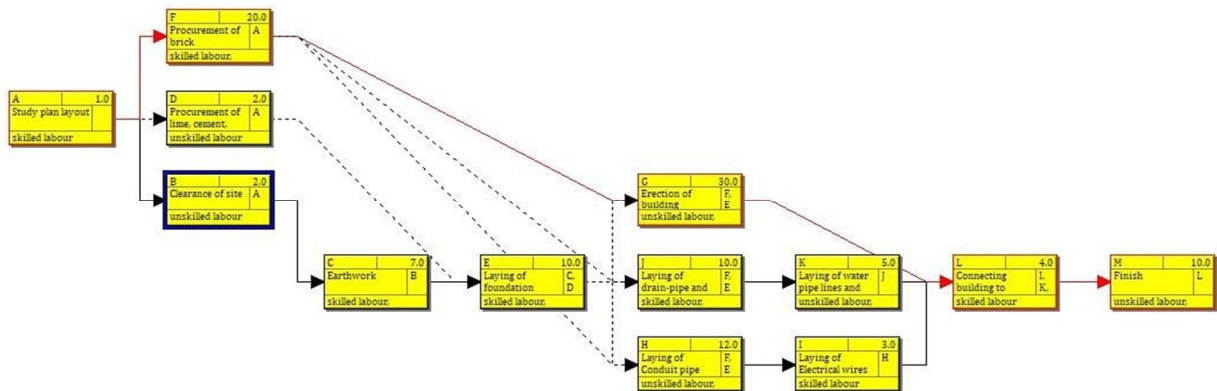 F 20.0
Procurement of A
brick
skilled labour,
A 1.0
Study plan layout
skilled labour
D 2.0
Procurement of A
lime, cement,
unskilled labour
B 2.0
Clearance of site A
unskilled labour
G 30.0
Erection of F,
building E
unskilled labour,
C 7.0
Earthwork B
skilled labour,
E 10.0
Laying of C,
foundation D
skilled labour,
J 10.0
Laying of F,
drain-pipe and E
skilled labour,
K 5.0
Laying of water J
pipe lines and
unskilled labour,
L 4.0
Connecting I,
building to K,
skilled labour
M 10.0
Finish L
unskilled labour,
H 12.0
Laying of F,
Conduit pipe E
unskilled labour,
I 3.0
Laying of H
Electrical wires
skilled labour